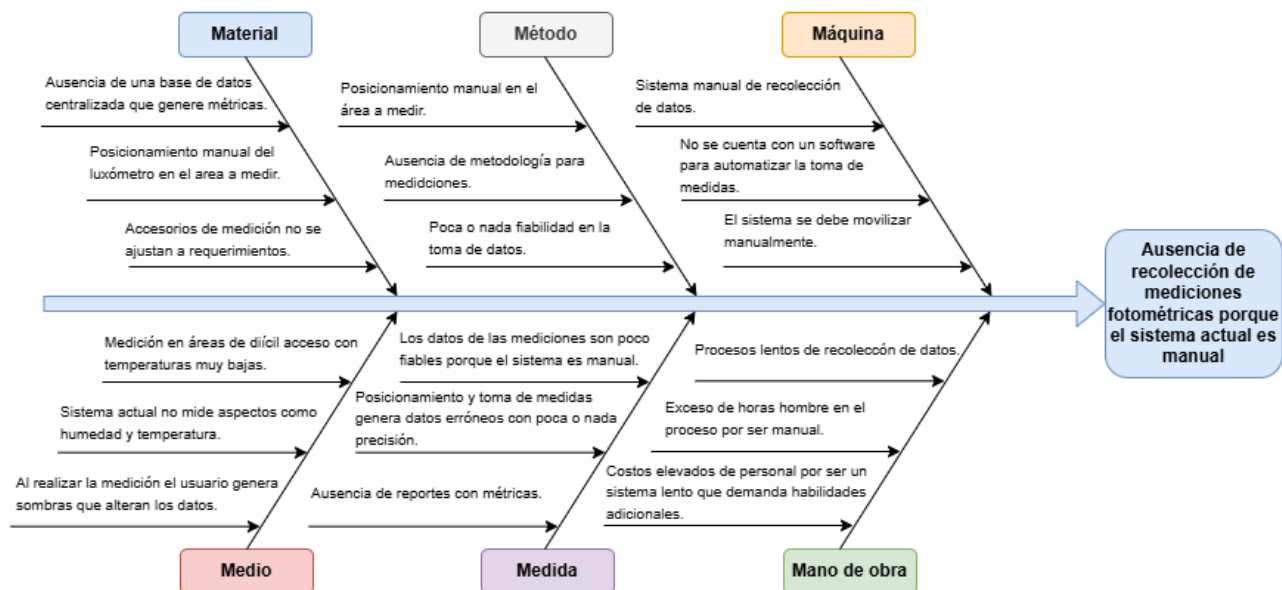 Material
Método
Máquina
Ausencia de una base de datos
centralizada que genere métricas.
Posicionamiento manual del
luxómetro en el area a medir.
Accesorios de medición no se
ajustan a requerimientos.
Posicionamiento manual en el
área a medir.
Ausencia de metodología para
medidciones.
Poca o nada fiabilidad en la
toma de datos.
Sistema manual de recolección
de datos.
No se cuenta con un software
para automatizar la toma de
medidas.
El sistema se debe movilizar
manualmente.
Ausencia de
recolección de
mediciones
fotométricas porque
el sistema actual es
manual
Medición en áreas de diícil acceso con
temperaturas muy bajas.
Sistema actual no mide aspectos como
humedad y temperatura.
Al realizar la medición el usuario genera
sombras que alteran los datos.
Los datos de las mediciones son poco
fiables porque el sistema es manual.
Posicionamiento y toma de medidas
genera datos erróneos con poca o nada
precisión.
Ausencia de reportes con métricas.
Procesos lentos de recoleccón de datos.
Exceso de horas hombre en el
proceso por ser manual.
Costos elevados de personal por ser un
sistema lento que demanda habilidades
adicionales.
Medio
Medida
Mano de obra